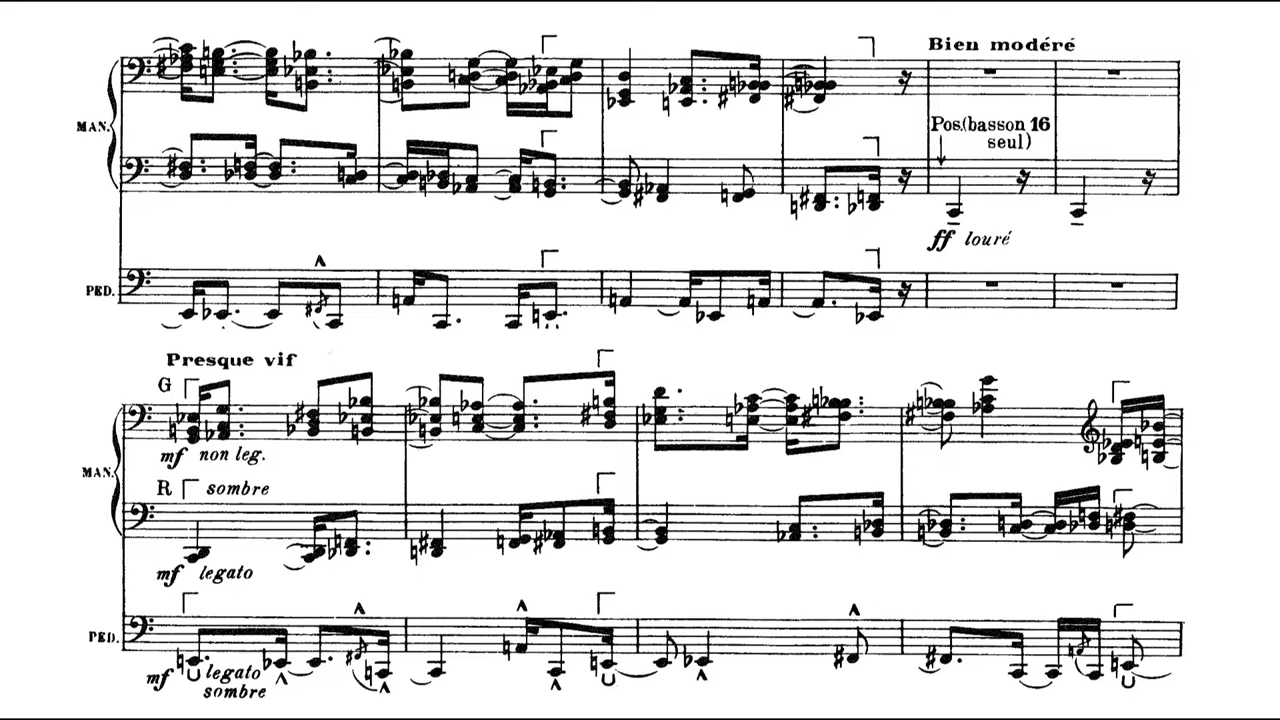 Bien modéré
MAN.
Pos.(basson 16
seul)
ff louré
PED.
Presque vif
G
mf non leg.
MAN.
R sombre
mf legato
PED.
mf legato
sombre